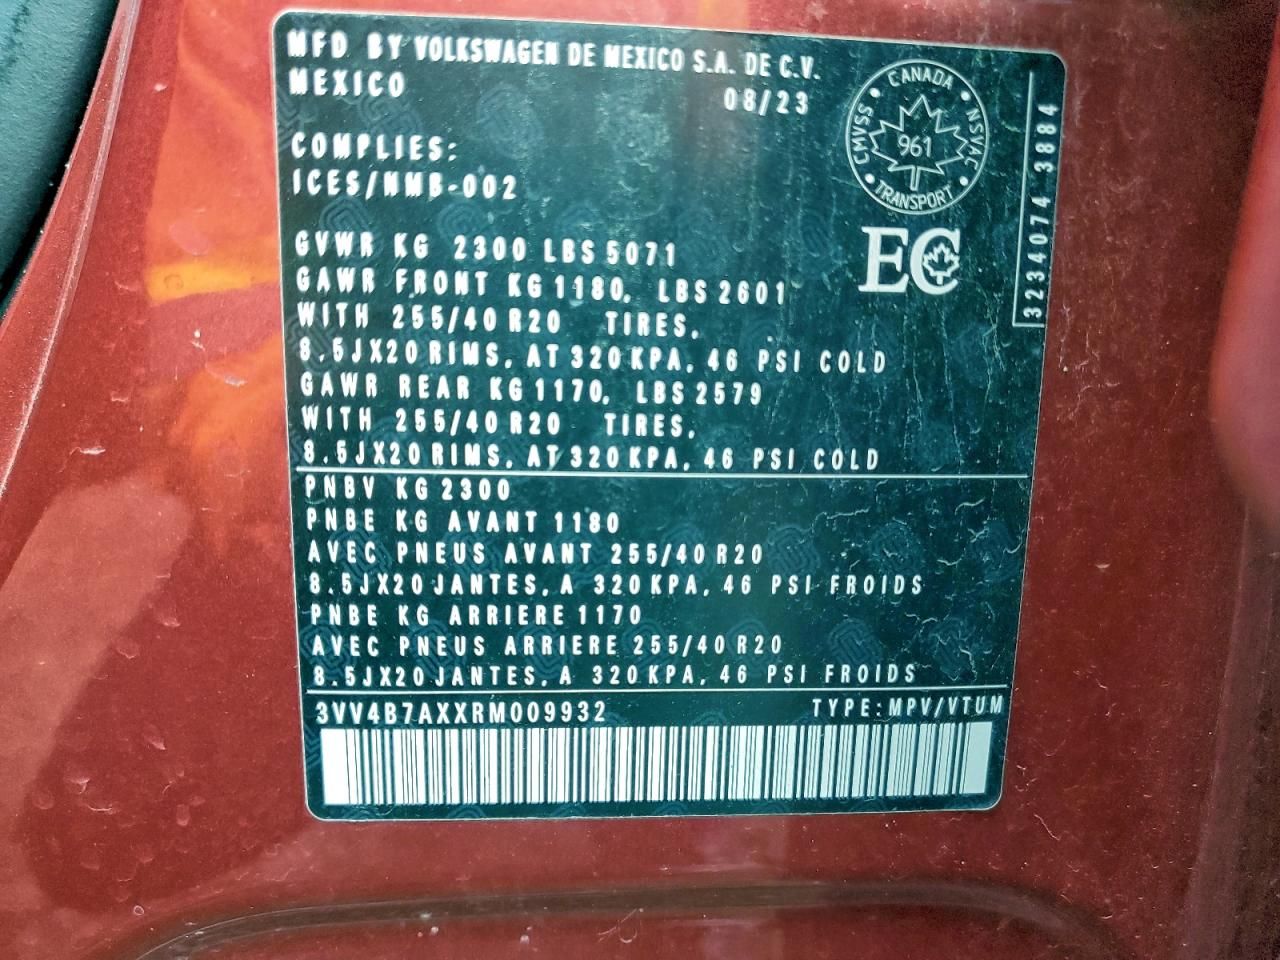 MFD BY VOLKSWAGEN DE MEXICO S.A. DE C.V.
MEXICO 08/23
CANADA
CMVSS NSVAC
961
TRANSPORT
COMPLIES:
ICES/NMB-002
EC
3234074 3884
GVWR KG 2300 LBS 5071
GAWR FRONT KG 1180, LBS 2601
WITH 255/40 R20 TIRES,
8.5JX20 RIMS, AT 320 KPA, 46 PSI COLD
GAWR REAR KG 1170, LBS 2579
WITH 255/40 R20 TIRES,
8.5JX20 RIMS, AT 320 KPA, 46 PSI COLD
PNBV KG 2300
PNBE KG AVANT 1180
AVEC PNEUS AVANT 255/40 R20
8.5JX20 JANTES, A 320 KPA, 46 PSI FROIDS
PNBE KG ARRIERE 1170
AVEC PNEUS ARRIERE 255/40 R20
8.5JX20 JANTES, A 320 KPA, 46 PSI FROIDS
3VV4B7AXXRM009932 TYPE:MPV/VTUM